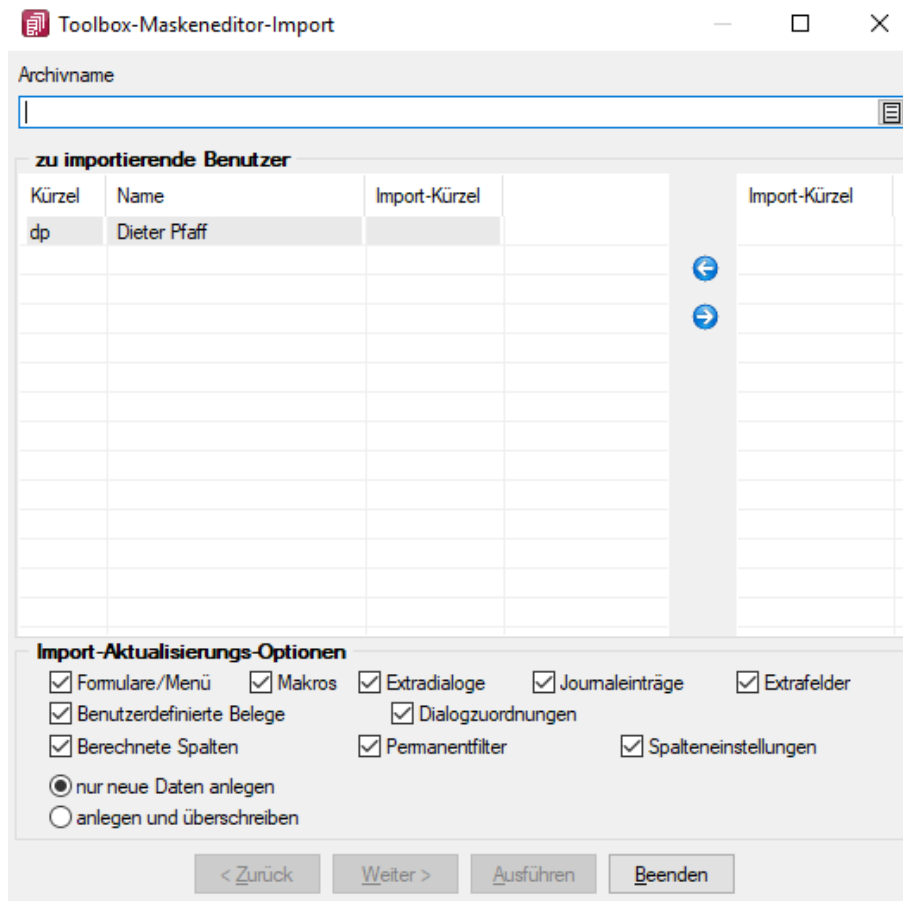 Toolbox-Maskeneditor-Import
Archivname
zu importierende Benutzer
Kürzel Name Import-Kürzel Import-Kürzel
dp Dieter Pfaff
Import-Aktualisierungs-Optionen
Formulare/Menü Makros Extradialoge Journaleinträge Extrafelder
Benutzerdefinierte Belege Dialogzuordnungen
Berechnete Spalten Permanentfilter Spalteneinstellungen
nur neue Daten anlegen
anlegen und überschreiben
< Zurück Weiter > Ausführen Beenden